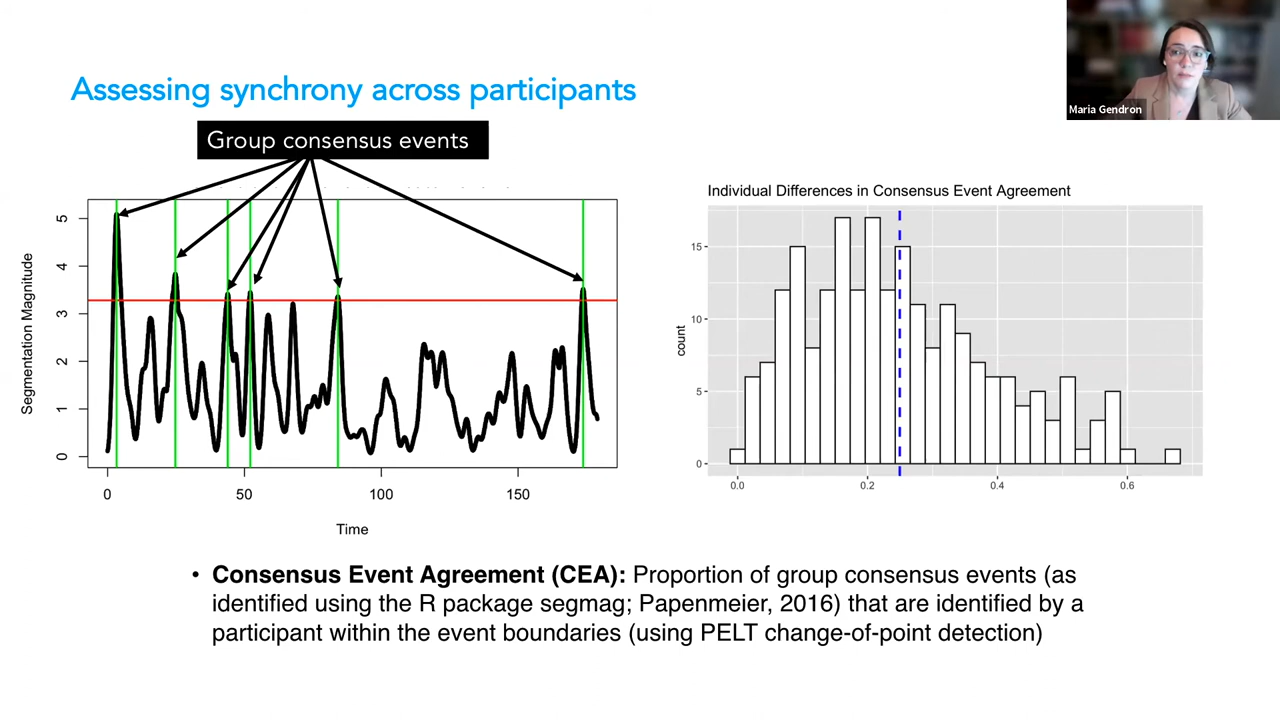 Maria Gendron
Assessing synchrony across participants
Group consensus events
Segmentation Magnitude
5
4
3
2
1
0
0 50 100 150
Time
Individual Differences in Consensus Event Agreement
count
15
10
5
0
0.0 0.2 0.4 0.6
• Consensus Event Agreement (CEA): Proportion of group consensus events (as
identified using the R package segmag; Papenmeier, 2016) that are identified by a
participant within the event boundaries (using PELT change-of-point detection)